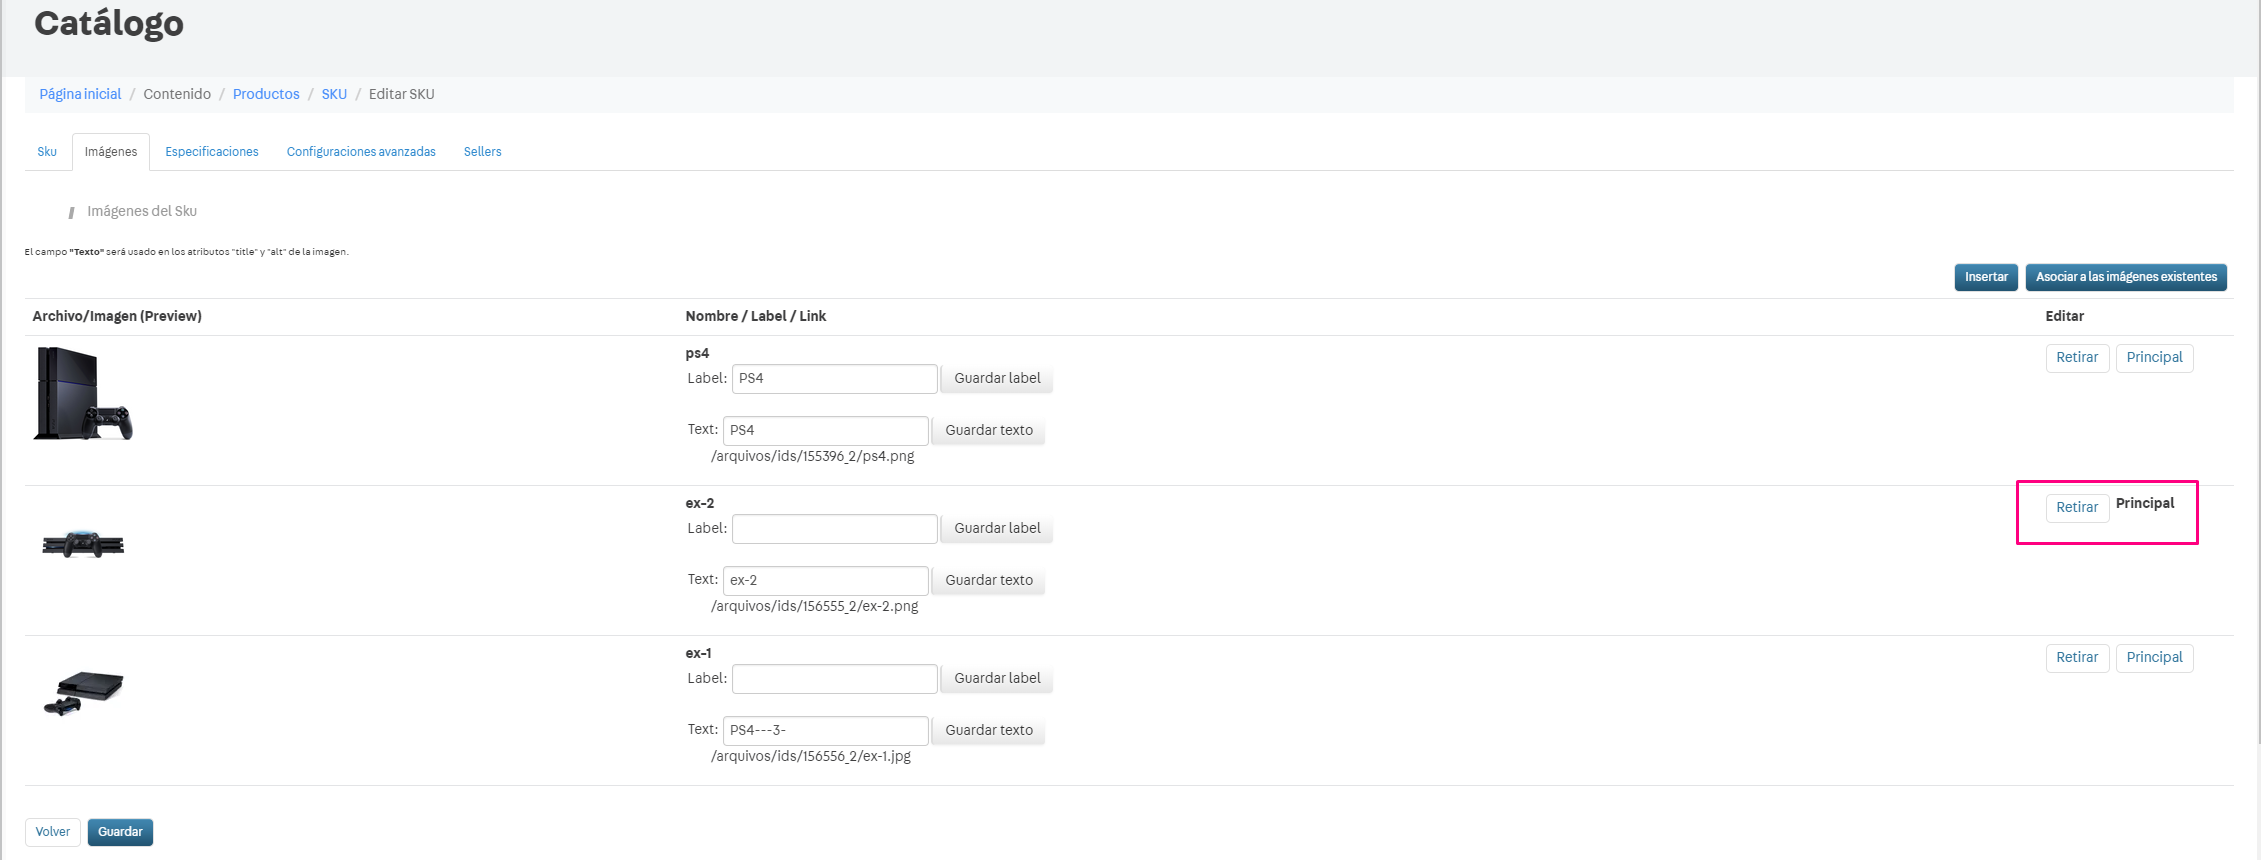 Catálogo
Página inicial / Contenido / Productos / SKU / Editar SKU
Sku Imágenes Especificaciones Configuraciones avanzadas Sellers
Imágenes del Sku
El campo "Texto" será usado en los atributos "title" y "alt" de la imagen.
Insertar Asociar a las imágenes existentes
Archivo/Imagen (Preview) Nombre / Label / Link Editar
ps4
Label: PS4 Guardar label
Retirar Principal
Text: PS4 Guardar texto
/arquivos/ids/155396_2/ps4.png
ex-2
Label: Guardar label
Retirar Principal
Text: ex-2 Guardar texto
/arquivos/ids/156555_2/ex-2.png
ex-1
Label: Guardar label
Retirar Principal
Text: PS4---3- Guardar texto
/arquivos/ids/156556_2/ex-1.jpg
Volver Guardar